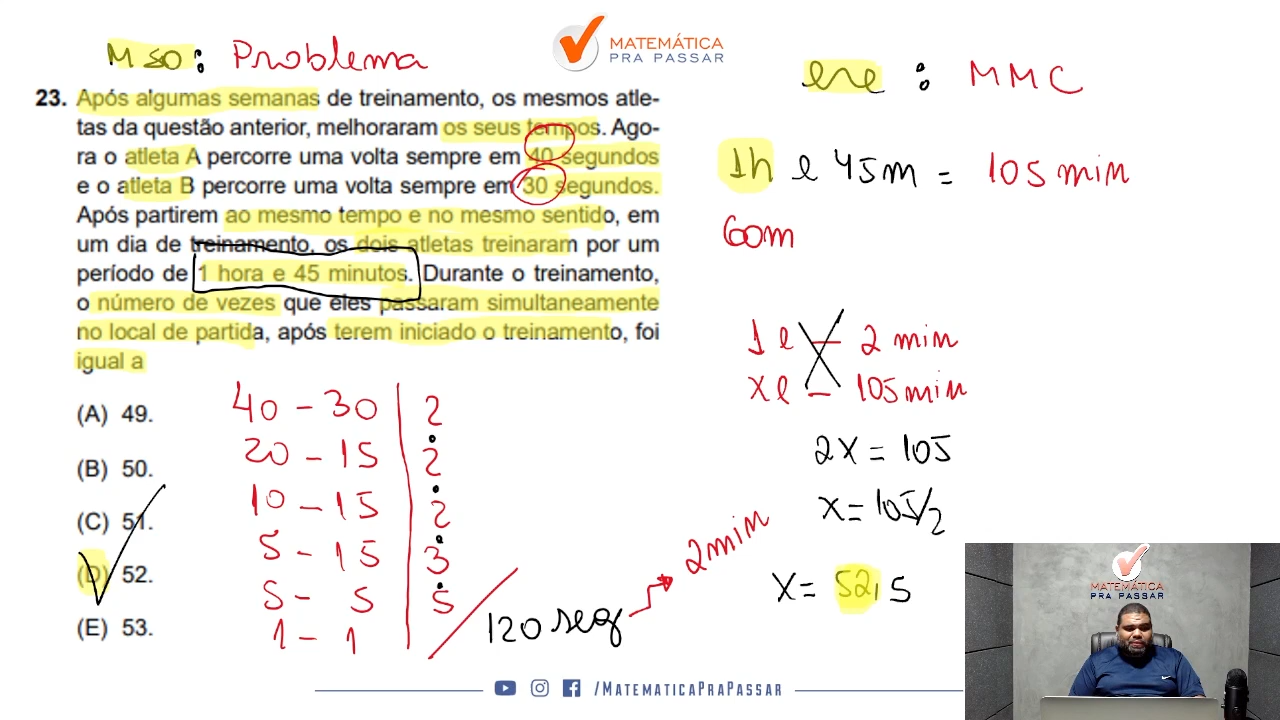 MSO: Problema
MATEMÁTICA
PRA PASSAR
ere : MMC
23. Após algumas semanas de treinamento, os mesmos atle-
tas da questão anterior, melhoraram os seus tempos. Ago-
ra o atleta A percorre uma volta sempre em 40 segundos
e o atleta B percorre uma volta sempre em 30 segundos.
Após partirem ao mesmo tempo e no mesmo sentido, em
um dia de treinamento, os dois atletas treinaram por um
período de 1 hora e 45 minutos. Durante o treinamento,
o número de vezes que eles passaram simultaneamente
no local de partida, após terem iniciado o treinamento, foi
igual a
(A) 49.
(B) 50.
(C) 51.
(D) 52.
(E) 53.
40 - 30 | 2
20 - 15 | 2
10 - 15 | 2
5 - 15 | 3
5 - 5 | 5
1 - 1
120 seg
2 min
1h e 45m = 105 min
60m
1 e - 2 min
x e - 105 min
2x = 105
x = 105/2
x = 52,5
MATEMÁTICA
PRA PASSAR
/MATEMATICAPRAPASSAR